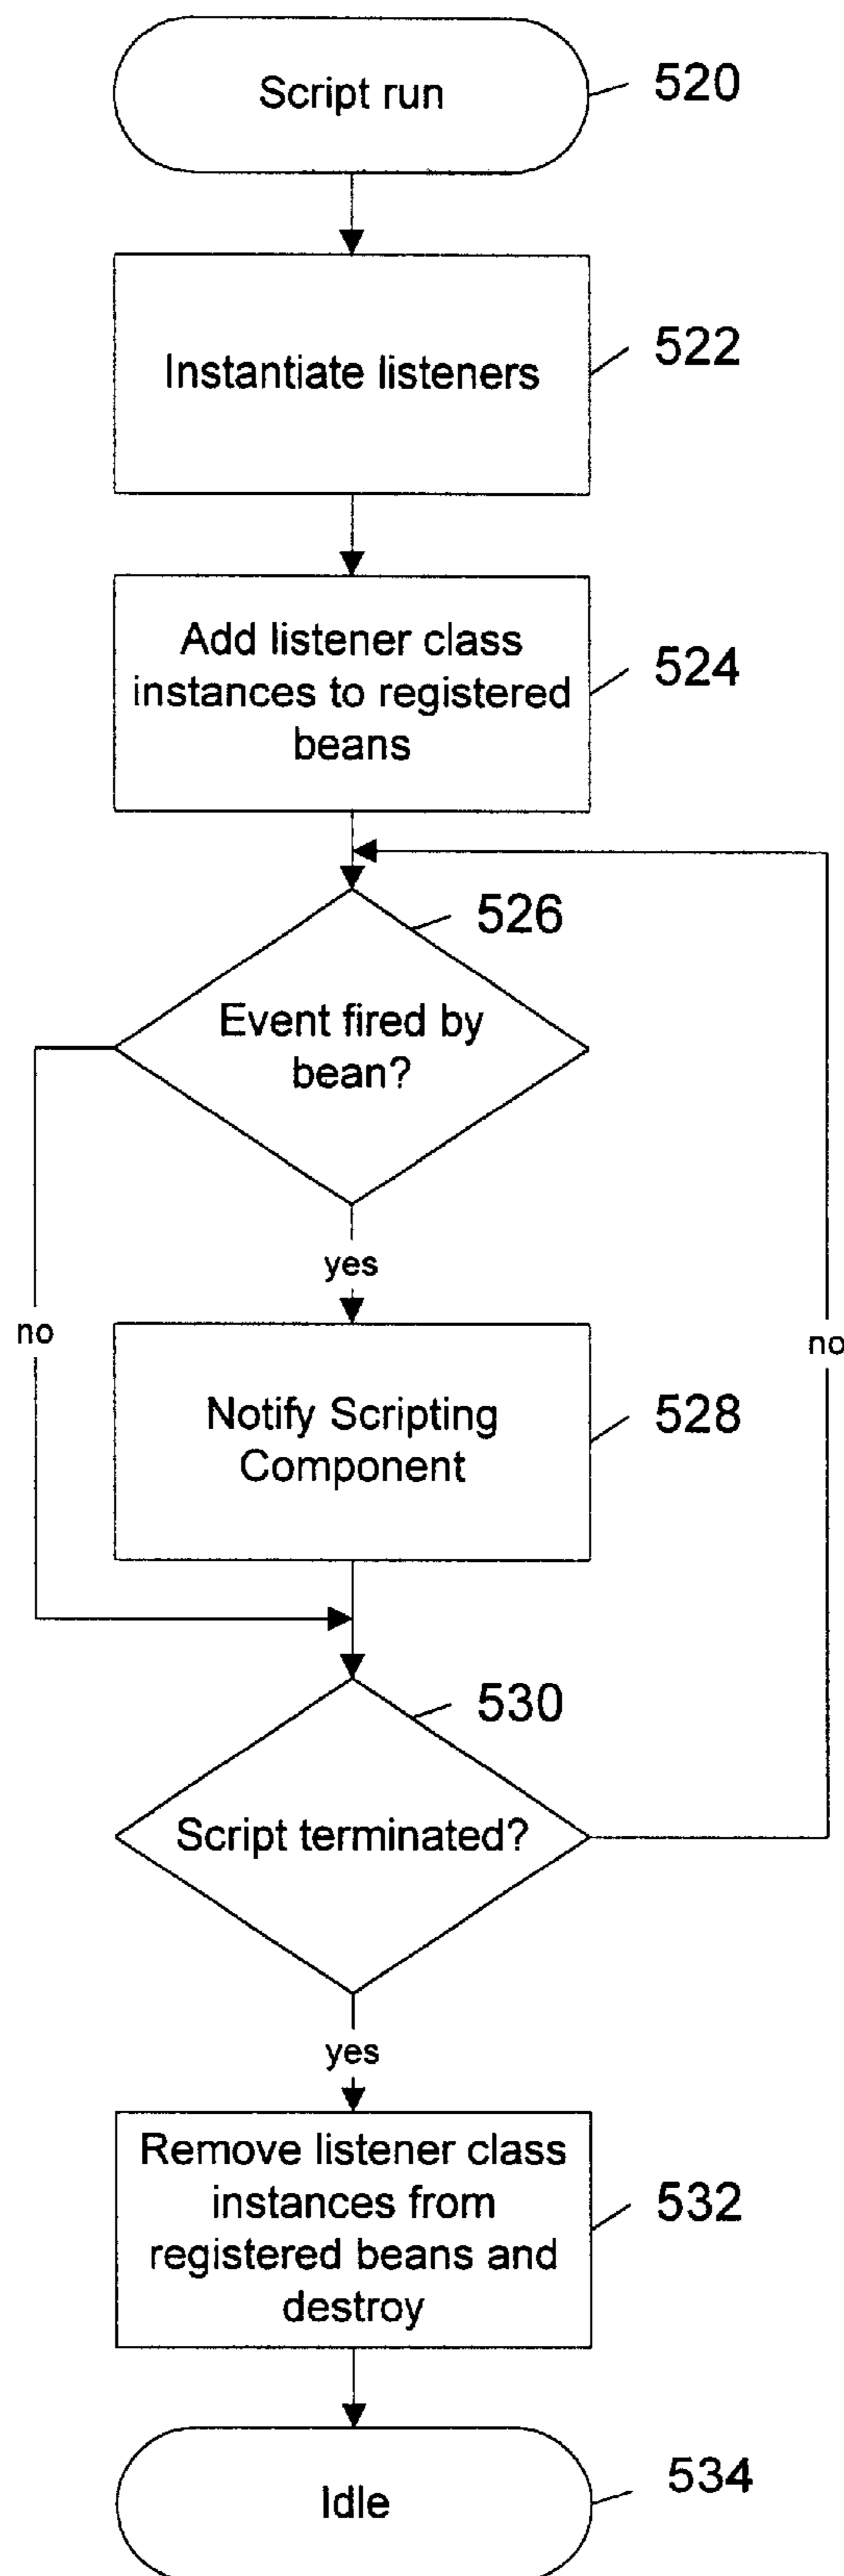 Script run
520
Instantiate listeners
522
Add listener class
instances to registered
beans
524
526
Event fired by
bean?
yes
no
no
Notify Scripting
Component
528
530
Script terminated?
yes
Remove listener class
instances from
registered beans and
destroy
532
Idle
534